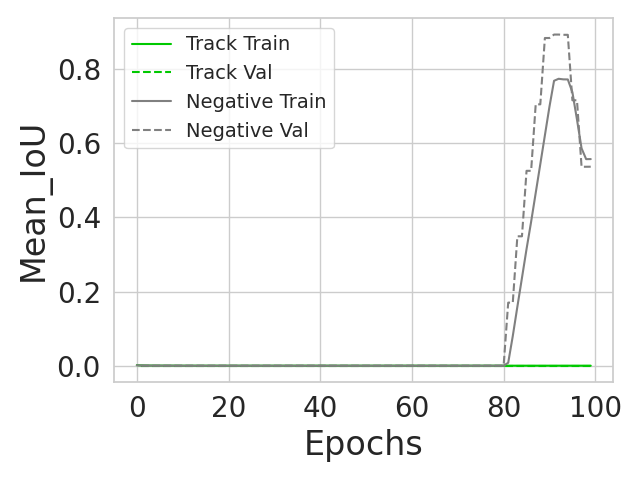 Track Train
Track Val
Negative Train
Negative Val
Mean_IoU
0.8
0.6
0.4
0.2
0.0
0 20 40 60 80 100
Epochs